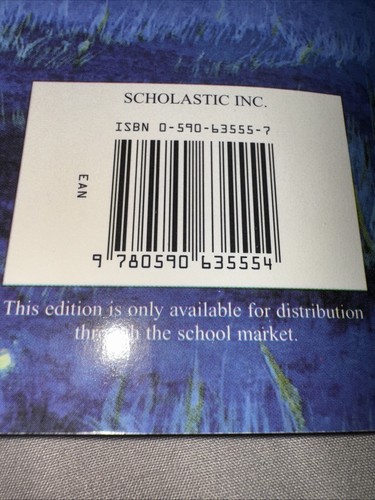 SCHOLASTIC INC.
ISBN 0-590-63555-7
EAN
9 780590 635554
This edition is only available for distribution
through the school market.